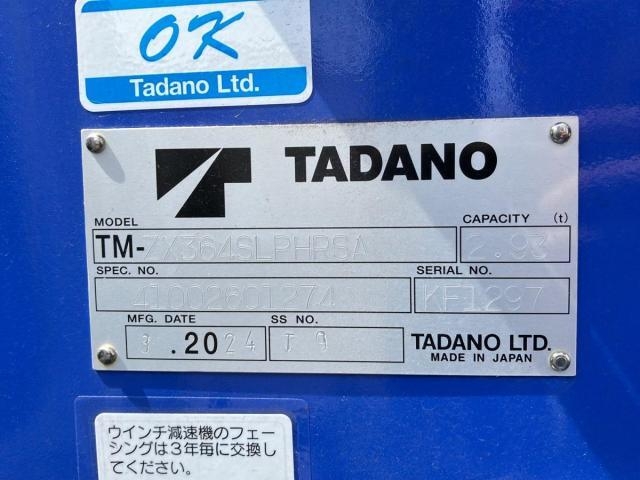 OK
Tadano Ltd.
TADANO
MODEL
CAPACITY (t)
TM-ZX364SLPHRSA
2.93
SPEC. NO.
SERIAL NO.
41002601274
KF1297
MFG. DATE
SS NO.
3 .2024
T 9
TADANO LTD.
MADE IN JAPAN
ウインチ減速機のフェー
シングは3年毎に交換し
てください。